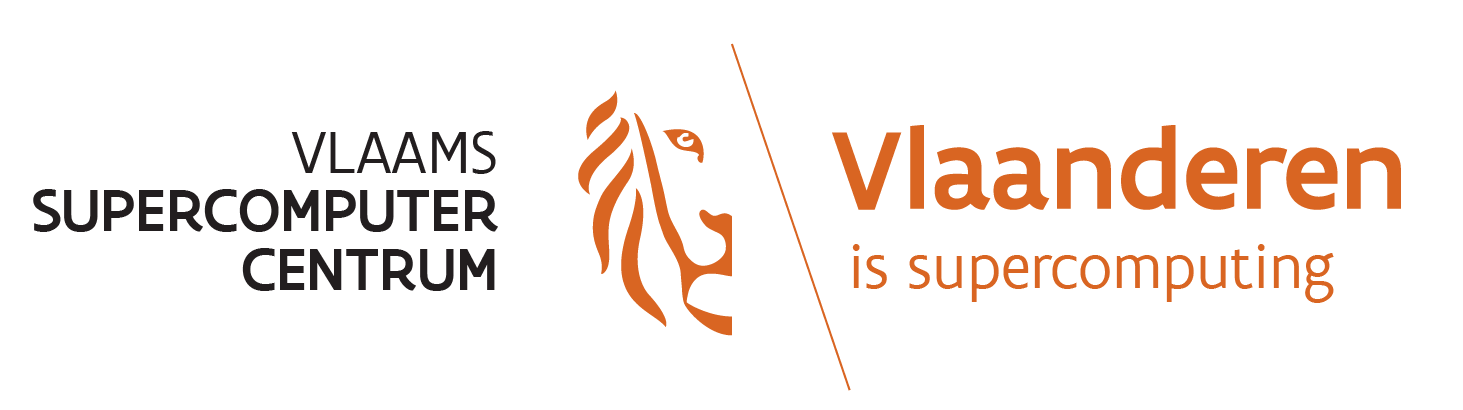 VLAAMS
SUPERCOMPUTER
CENTRUM
Vlaanderen
is supercomputing